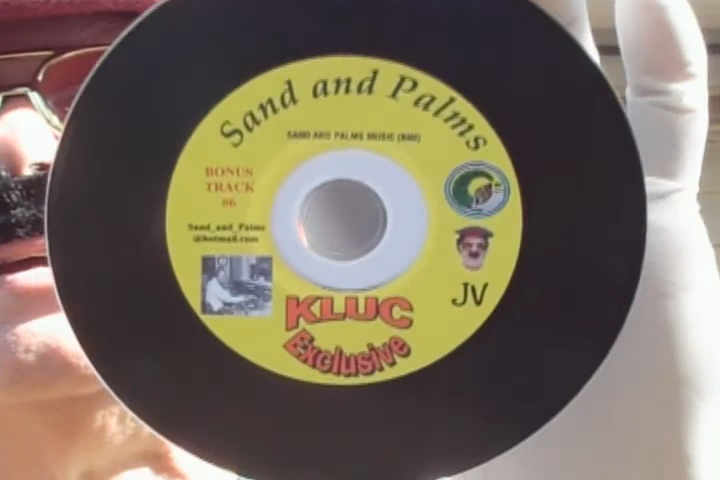 Sand and Palms
SAND AND PALMS MUSIC (BMI)
BONUS
TRACK
#6
Sand_and_Palms
@hotmail.com
JV
KLUC
Exclusive